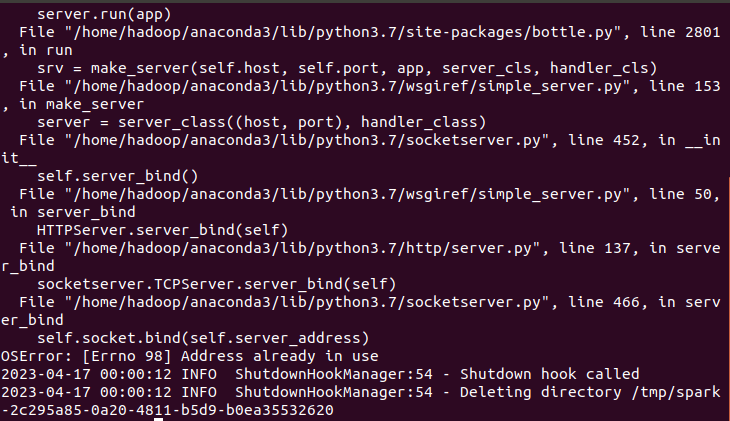 server.run(app)
  File "/home/hadoop/anaconda3/lib/python3.7/site-packages/bottle.py", line 2801
, in run
    srv = make_server(self.host, self.port, app, server_cls, handler_cls)
  File "/home/hadoop/anaconda3/lib/python3.7/wsgiref/simple_server.py", line 153
, in make_server
    server = server_class((host, port), handler_class)
  File "/home/hadoop/anaconda3/lib/python3.7/socketserver.py", line 452, in __in
it__
    self.server_bind()
  File "/home/hadoop/anaconda3/lib/python3.7/wsgiref/simple_server.py", line 50,
 in server_bind
    HTTPServer.server_bind(self)
  File "/home/hadoop/anaconda3/lib/python3.7/http/server.py", line 137, in serve
r_bind
    socketserver.TCPServer.server_bind(self)
  File "/home/hadoop/anaconda3/lib/python3.7/socketserver.py", line 466, in serv
er_bind
    self.socket.bind(self.server_address)
OSError: [Errno 98] Address already in use
2023-04-17 00:00:12 INFO  ShutdownHookManager:54 - Shutdown hook called
2023-04-17 00:00:12 INFO  ShutdownHookManager:54 - Deleting directory /tmp/spark
-2c295a85-0a20-4811-b5d9-b0ea35532620